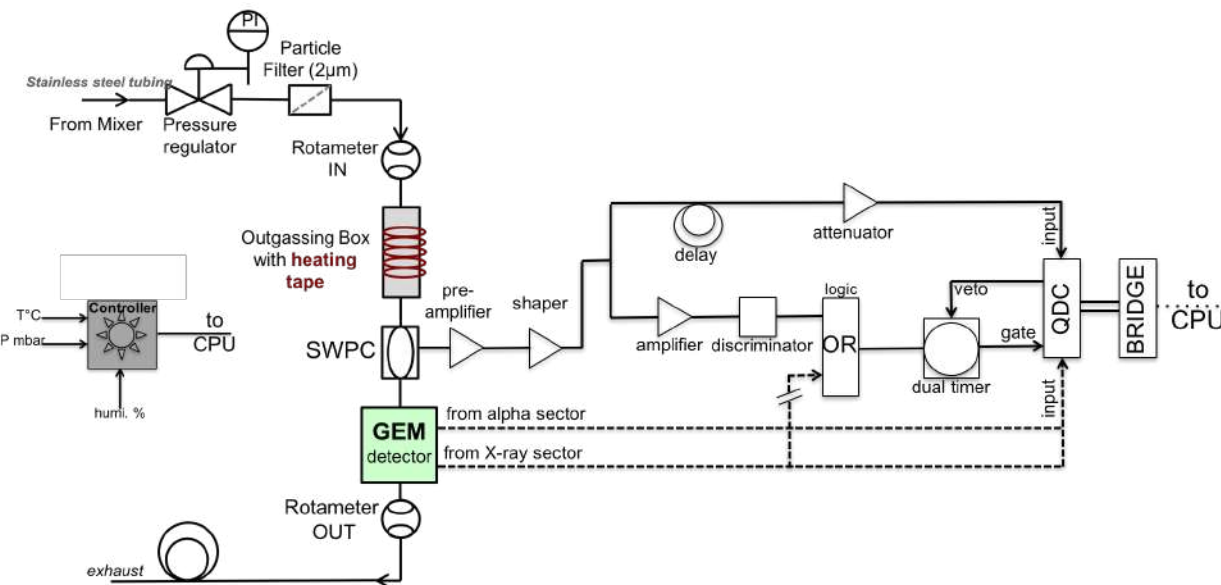 PI
Particle
Filter (2µm)
Stainless steel tubing
From Mixer
Pressure
regulator
Rotameter
IN
Outgassing Box
with heating
tape
pre-
amplifier
shaper
delay
attenuator
input
logic
veto
QDC
BRIDGE
to
CPU
Controller
T°C
P mbar
to
CPU
humi. %
SWPC
amplifier
discriminator
OR
gate
dual timer
input
GEM
detector
from alpha sector
from X-ray sector
Rotameter
OUT
exhaust